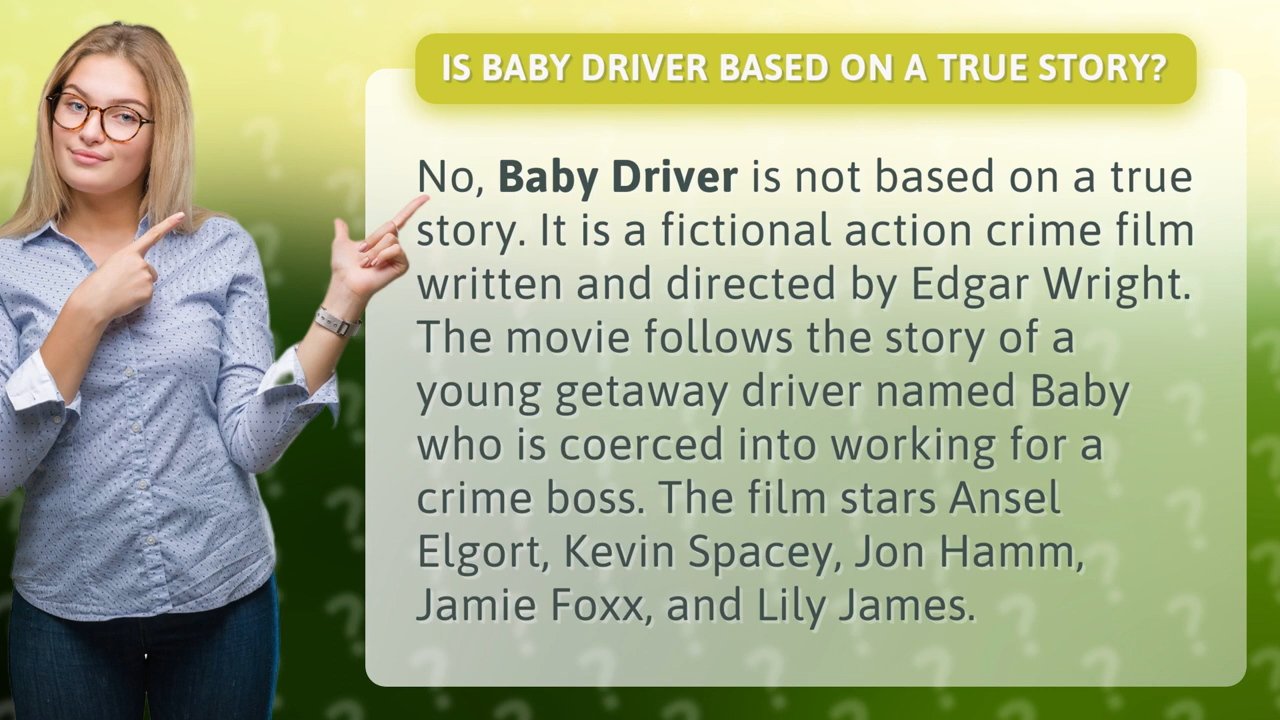 IS BABY DRIVER BASED ON A TRUE STORY?
No, Baby Driver is not based on a true
story. It is a fictional action crime film
written and directed by Edgar Wright.
The movie follows the story of a
young getaway driver named Baby
who is coerced into working for a
crime boss. The film stars Ansel
Elgort, Kevin Spacey, Jon Hamm,
Jamie Foxx, and Lily James.